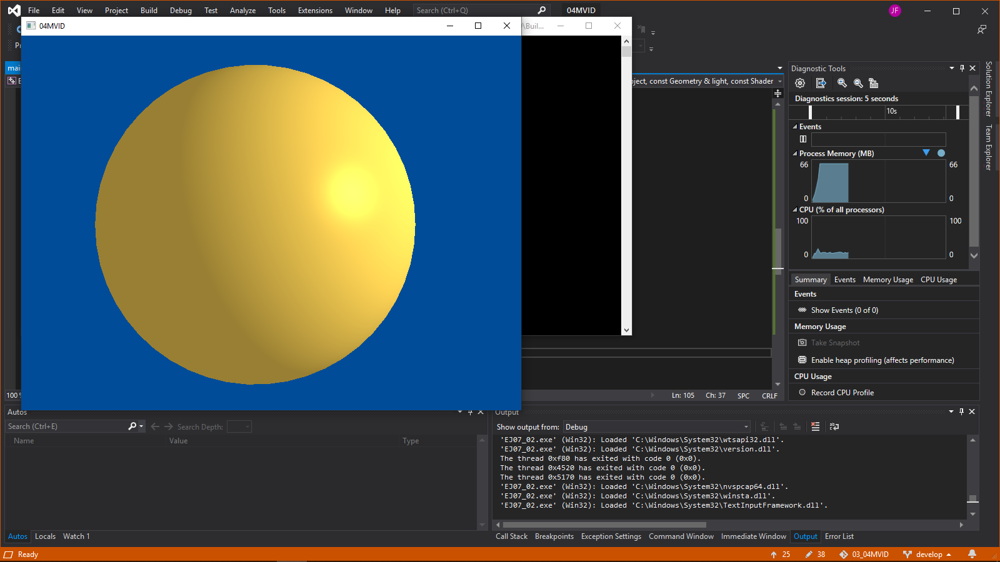 File Edit View Project Build Debug Test Analyze Tools Extensions Window Help Search (Ctrl+Q) 04MVID JF
04MVID
\Buil...
main
Diagnostic Tools
ject, const Geometry & light, const Shader
Diagnostics session: 5 seconds
10s
Events
Process Memory (MB)
66 66
0 0
CPU (% of all processors)
100 100
0 0
Summary Events Memory Usage CPU Usage
Events
Show Events (0 of 0)
Memory Usage
Take Snapshot
Enable heap profiling (affects performance)
CPU Usage
Record CPU Profile
Solution Explorer
Team Explorer
100 %
Ln: 105 Ch: 37 SPC CRLF
Autos
Search (Ctrl+E) Search Depth:
Name Value Type
Autos Locals Watch 1
Output
Show output from: Debug
'EJ07_02.exe' (Win32): Loaded 'C:\Windows\System32\wtsapi32.dll'.
'EJ07_02.exe' (Win32): Loaded 'C:\Windows\System32\version.dll'.
The thread 0xf80 has exited with code 0 (0x0).
The thread 0x4520 has exited with code 0 (0x0).
The thread 0x5170 has exited with code 0 (0x0).
'EJ07_02.exe' (Win32): Loaded 'C:\Windows\System32\nvspcap64.dll'.
'EJ07_02.exe' (Win32): Loaded 'C:\Windows\System32\winsta.dll'.
'EJ07_02.exe' (Win32): Loaded 'C:\Windows\System32\TextInputFramework.dll'.
Call Stack Breakpoints Exception Settings Command Window Immediate Window Output Error List
Ready 25 38 03_04MVID develop